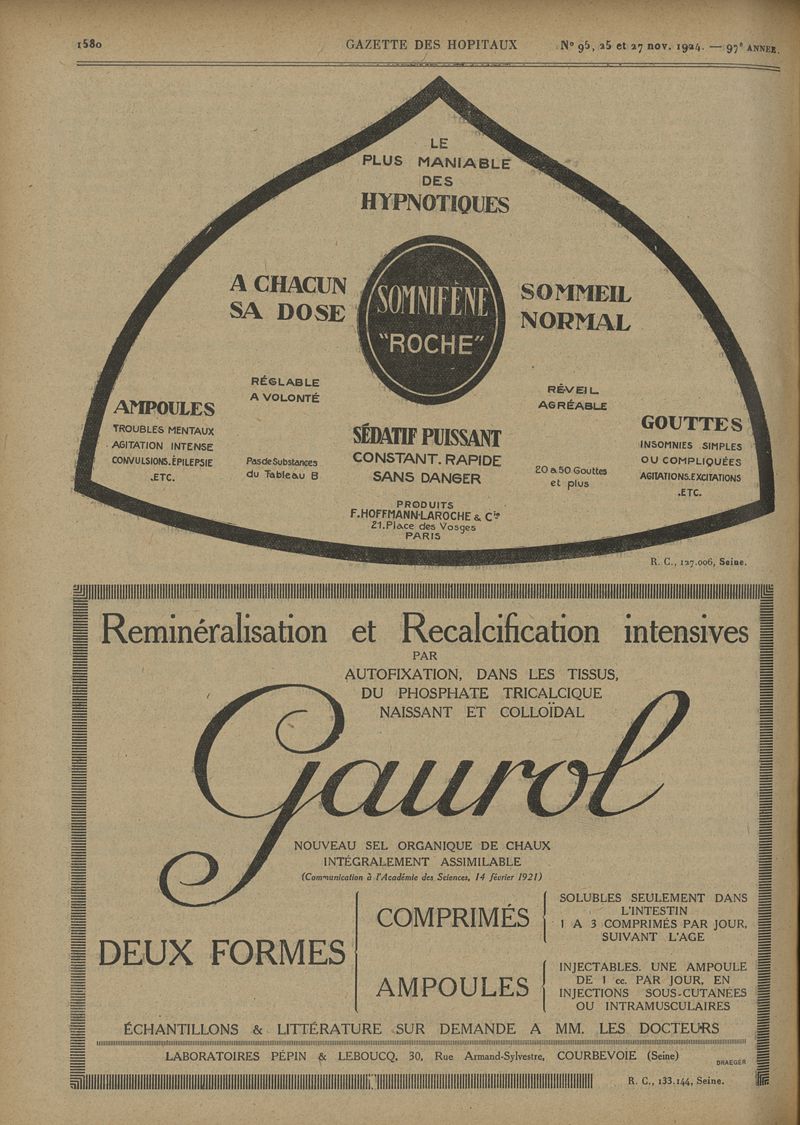 1580
GAZETTE DES HOPITAUX
Nº 95, 25 et 27 nov. 1924. — 97e ANNEE.
LE
PLUS MANIABLE
DES
HYPNOTIQUES
A CHACUN
SA DOSE
SOMNIFÈNE
"ROCHE"
SOMMEIL
NORMAL
RÉGLABLE
A VOLONTÉ
RÉVEIL
AGRÉABLE
AMPOULES
TROUBLES MENTAUX
AGITATION INTENSE
CONVULSIONS.ÉPILEPSIE
.ETC.
Pas de Substances
du Tableau B
SÉDATIF PUISSANT
CONSTANT. RAPIDE
SANS DANGER
20 a 50 Gouttes
et plus
GOUTTES
INSOMNIES SIMPLES
OU COMPLIQUÉES
AGITATIONS.EXCITATIONS
.ETC.
PRODUITS
F.HOFFMANN-LAROCHE & Cie
21.Place des Vosges
PARIS
R. C., 127.006, Seine.
Reminéralisation et Recalcification intensives
PAR
AUTOFIXATION, DANS LES TISSUS,
DU PHOSPHATE TRICALCIQUE
NAISSANT ET COLLOÏDAL
Gaurol
NOUVEAU SEL ORGANIQUE DE CHAUX
INTÉGRALEMENT ASSIMILABLE
(Communication à l'Académie des Sciences, 14 février 1921)
DEUX FORMES
COMPRIMÉS
SOLUBLES SEULEMENT DANS
L'INTESTIN
1 A 3 COMPRIMÉS PAR JOUR,
SUIVANT L'AGE
AMPOULES
INJECTABLES. UNE AMPOULE
DE 1 cc. PAR JOUR, EN
INJECTIONS SOUS-CUTANÉES
OU INTRAMUSCULAIRES
ÉCHANTILLONS & LITTÉRATURE SUR DEMANDE A MM. LES DOCTEURS
LABORATOIRES PÉPIN & LEBOUCQ, 30, Rue Armand-Sylvestre, COURBEVOIE (Seine)
DRAEGER
R. C., 133.144, Seine.